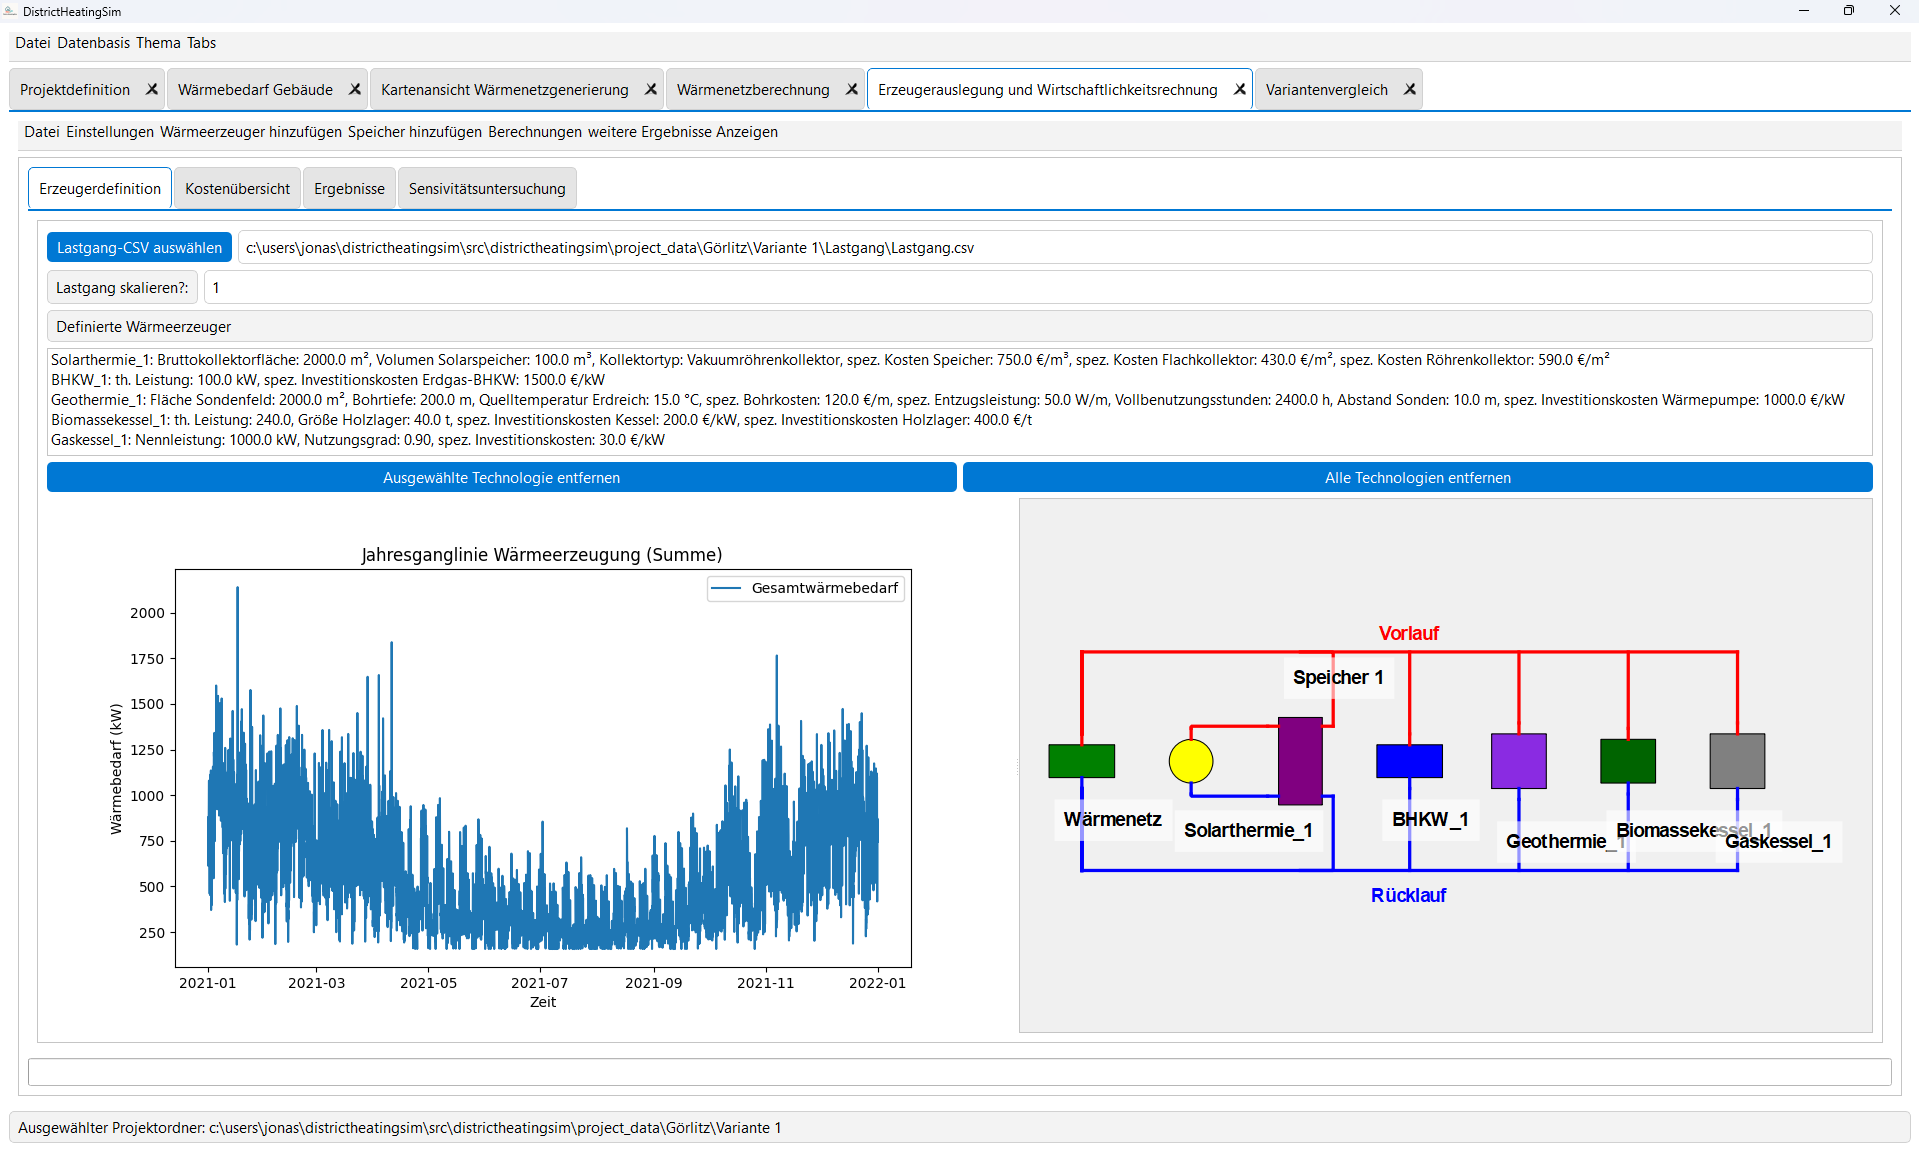 DistrictHeatingSim
Datei Datenbasis Thema Tabs
Projektdefinition Wärmebedarf Gebäude Kartenansicht Wärmenetzgenerierung Wärmenetzberechnung Erzeugerauslegung und Wirtschaftlichkeitsrechnung Variantenvergleich
Datei Einstellungen Wärmeerzeuger hinzufügen Speicher hinzufügen Berechnungen weitere Ergebnisse Anzeigen
Erzeugerdefinition Kostenübersicht Ergebnisse Sensivitätsuntersuchung
Lastgang-CSV auswählen c:\users\jonas\districtheatingsim\src\districtheatingsim\project_data\Görlitz\Variante 1\Lastgang\Lastgang.csv
Lastgang skalieren?: 1
Definierte Wärmeerzeuger
Solarthermie_1: Bruttokollektorfläche: 2000.0 m², Volumen Solarspeicher: 100.0 m³, Kollektortyp: Vakuumröhrenkollektor, spez. Kosten Speicher: 750.0 €/m³, spez. Kosten Flachkollektor: 430.0 €/m², spez. Kosten Röhrenkollektor: 590.0 €/m²
BHKW_1: th. Leistung: 100.0 kW, spez. Investitionskosten Erdgas-BHKW: 1500.0 €/kW
Geothermie_1: Fläche Sondenfeld: 2000.0 m², Bohrtiefe: 200.0 m, Quelltemperatur Erdreich: 15.0 °C, spez. Bohrkosten: 120.0 €/m, spez. Entzugsleistung: 50.0 W/m, Vollbenutzungsstunden: 2400.0 h, Abstand Sonden: 10.0 m, spez. Investitionskosten Wärmepumpe: 1000.0 €/kW
Biomassekessel_1: th. Leistung: 240.0, Größe Holzlager: 40.0 t, spez. Investitionskosten Kessel: 200.0 €/kW, spez. Investitionskosten Holzlager: 400.0 €/t
Gaskessel_1: Nennleistung: 1000.0 kW, Nutzungsgrad: 0.90, spez. Investitionskosten: 30.0 €/kW
Ausgewählte Technologie entfernen Alle Technologien entfernen
Jahresganglinie Wärmeerzeugung (Summe)
Gesamtwärmebedarf
2000
1750
1500
1250
1000
750
500
250
Wärmebedarf (kW)
2021-01 2021-03 2021-05 2021-07 2021-09 2021-11 2022-01
Zeit
Vorlauf
Speicher 1
Wärmenetz
Solarthermie_1
BHKW_1
Geothermie_1
Biomassekessel_1
Gaskessel_1
Rücklauf
Ausgewählter Projektordner: c:\users\jonas\districtheatingsim\src\districtheatingsim\project_data\Görlitz\Variante 1